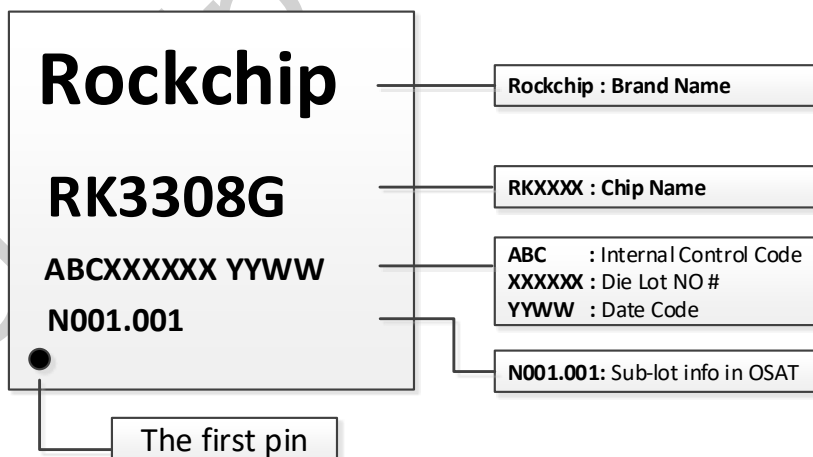 Rockchip
RK3308G
ABCXXXXXX YYWW
N001.001
The first pin
Rockchip : Brand Name
RKXXXX : Chip Name
ABC : Internal Control Code
XXXXXX : Die Lot NO #
YYWW : Date Code
N001.001: Sub-lot info in OSAT